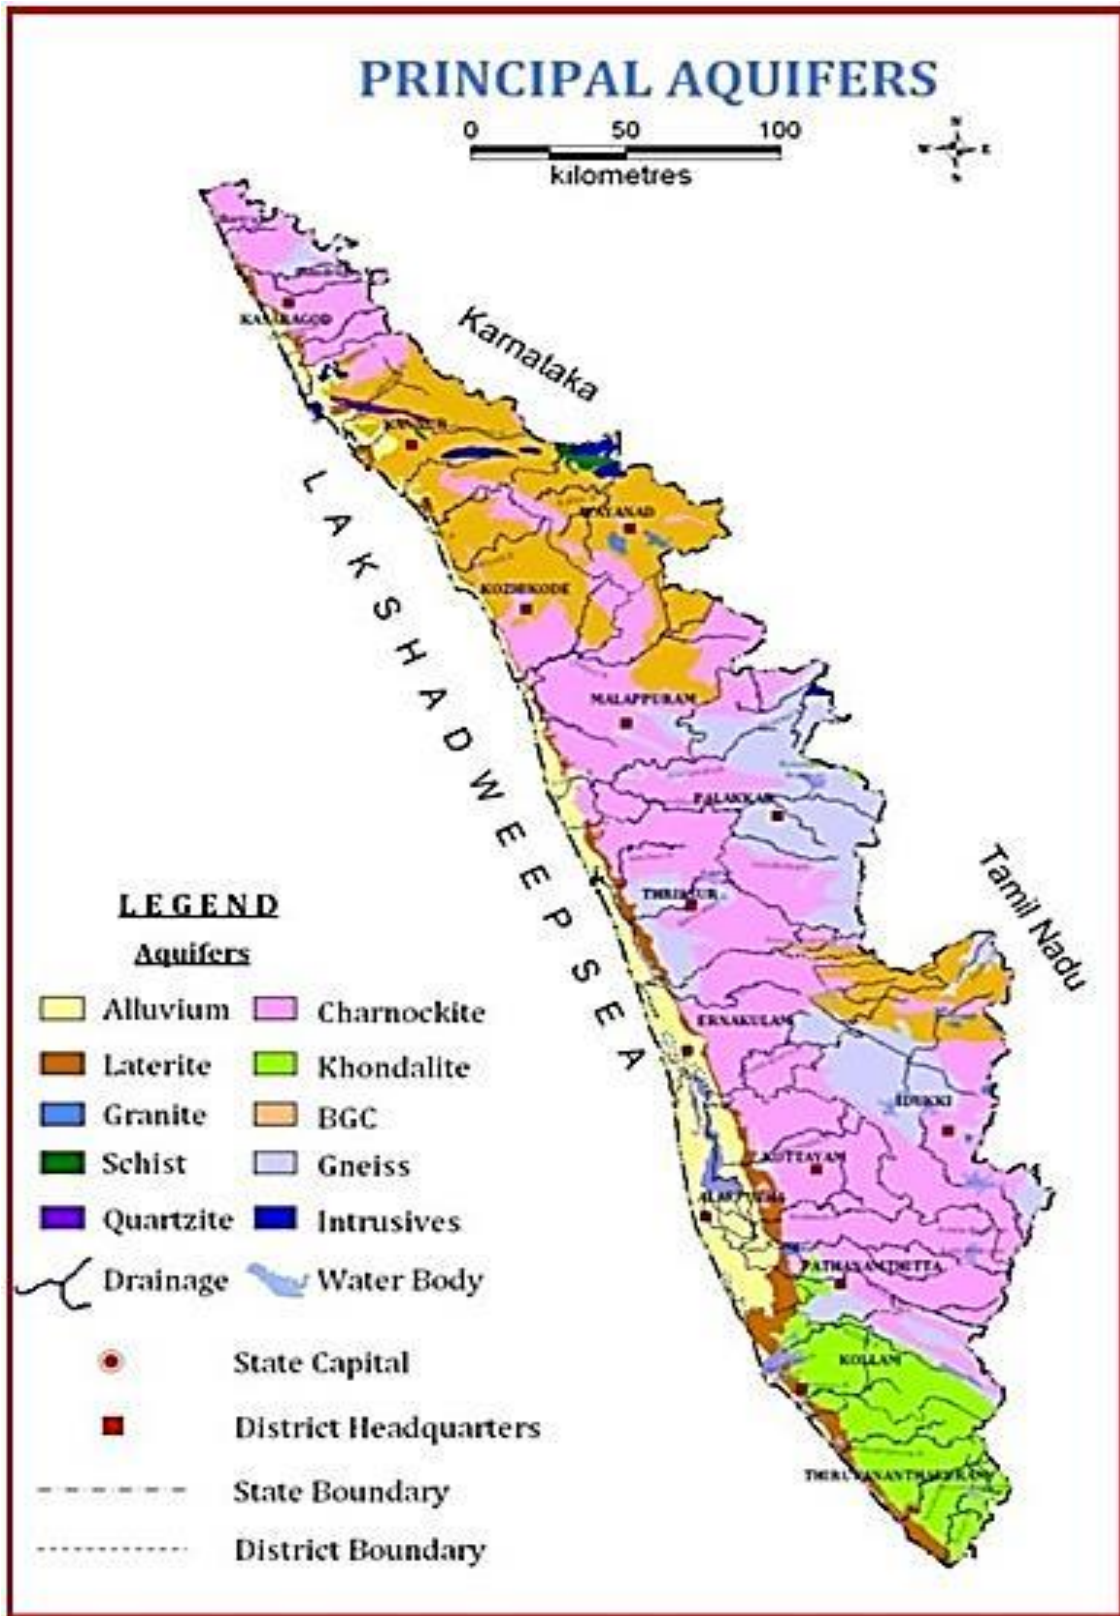 PRINCIPAL AQUIFERS
0 50 100
kilometres
N
W E
S
Karnataka
KASARAGOD
KANNUR
WAYANAD
KOZHIKODE
LAKSHADWEEP SEA
MALAPPURAM
PALAKKAD
THRISSUR
Tamil Nadu
ERNAKULAM
IDUKKI
KOTTAYAM
ALAPPUZHA
PATHANAMTHITTA
KOLLAM
THIRUVANANTHAPURAM
LEGEND
Aquifers
Alluvium Charnockite
Laterite Khondalite
Granite BGC
Schist Gneiss
Quartzite Intrusives
Drainage Water Body
State Capital
District Headquarters
State Boundary
District Boundary